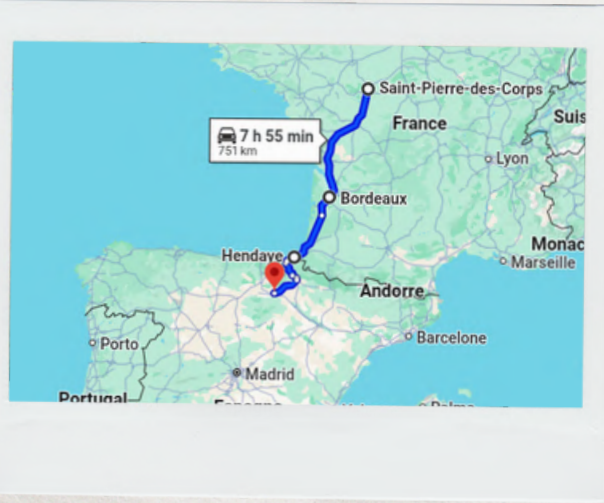 Saint-Pierre-des-Corps
7 h 55 min
751 km
France
Suis
Lyon
Bordeaux
Monac
Hendaye
Marseille
Andorre
Barcelone
Porto
Madrid
Portugal